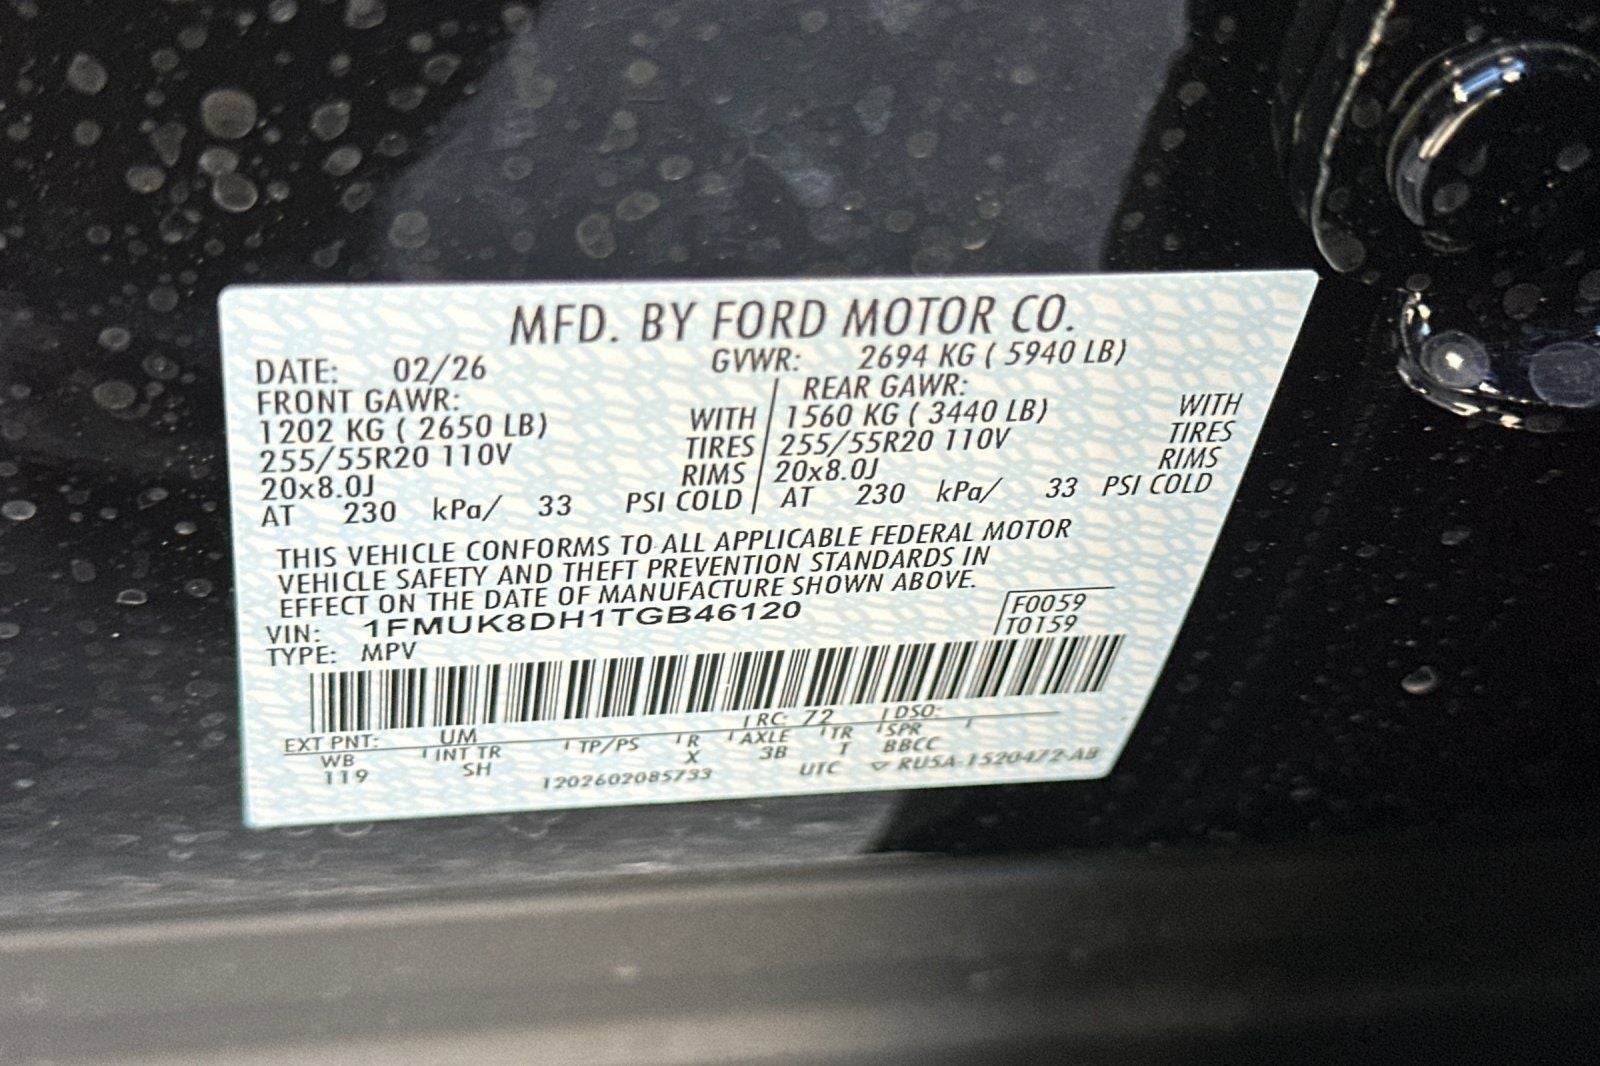 MFD. BY FORD MOTOR CO.
DATE: 02/26 GVWR: 2694 KG ( 5940 LB)
FRONT GAWR: REAR GAWR:
1202 KG ( 2650 LB) WITH 1560 KG ( 3440 LB) WITH
255/55R20 110V TIRES 255/55R20 110V TIRES
20x8.0J RIMS 20x8.0J RIMS
AT 230 kPa/ 33 PSI COLD AT 230 kPa/ 33 PSI COLD
THIS VEHICLE CONFORMS TO ALL APPLICABLE FEDERAL MOTOR
VEHICLE SAFETY AND THEFT PREVENTION STANDARDS IN
EFFECT ON THE DATE OF MANUFACTURE SHOWN ABOVE.
VIN: 1FMUK8DH1TGB46120 F0059
TYPE: MPV T0159
EXT PNT: UM RC: 72 DSO:
WB INT TR TP/PS R AXLE TR SPR
119 SH X 3B T BBCC
1202602085733 UTC ▽ RU5A-1520472-AB